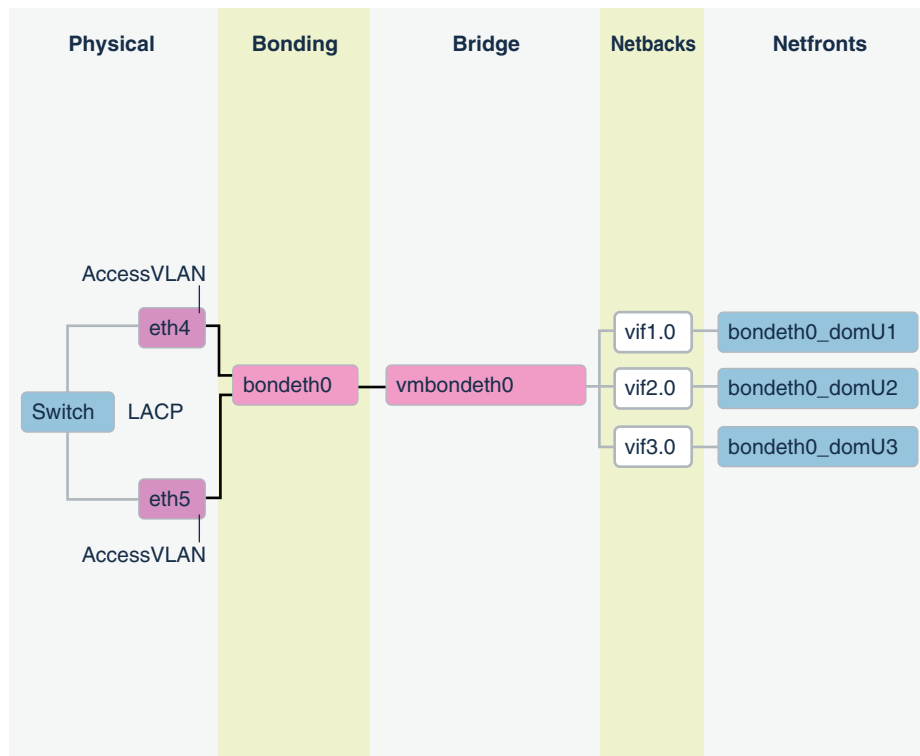 Physical
Bonding
Bridge
Netbacks
Netfronts
AccessVLAN
eth4
Switch
LACP
eth5
AccessVLAN
bondeth0
vmbondeth0
vif1.0
bondeth0_domU1
vif2.0
bondeth0_domU2
vif3.0
bondeth0_domU3